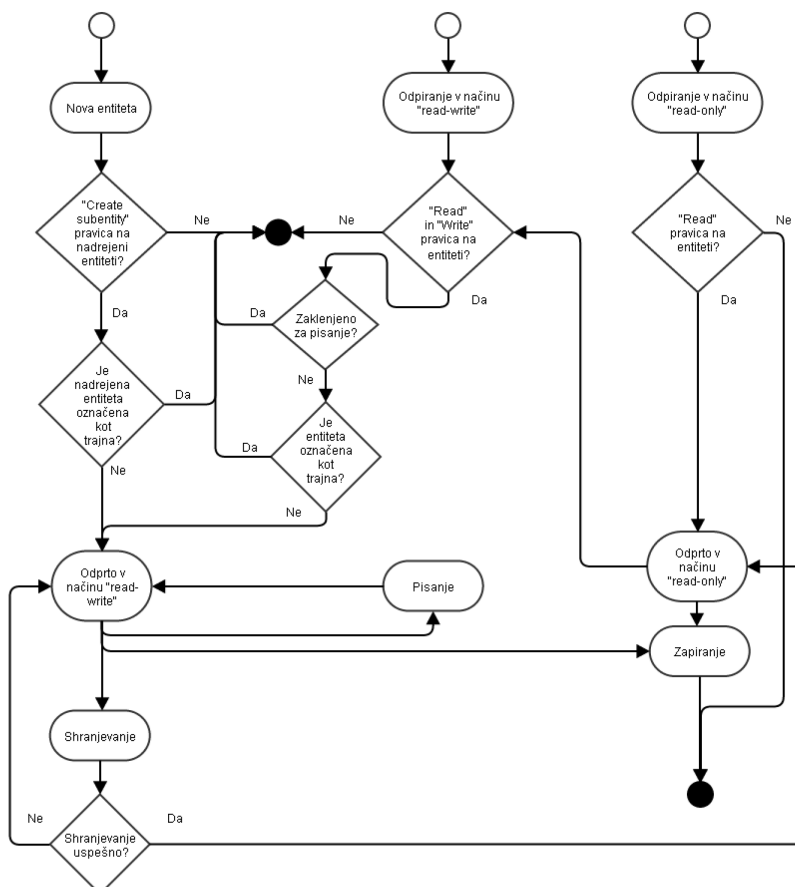 Nova entiteta
Odpiranje v načinu
"read-write"
Odpiranje v načinu
"read-only"
"Create
subentity"
pravica na
nadrejeni
entiteti?
Ne
Ne
"Read"
in "Write"
pravica na
entiteti?
"Read"
pravica na
entiteti?
Ne
Da
Da
Da
Da
Zaklenjeno
za pisanje?
Je
nadrejena
entiteta
označena
kot
trajna?
Da
Ne
Da
Je
entiteta
označena
kot
trajna?
Ne
Ne
Odprto v
načinu "read-
write"
Pisanje
Odprto v
načinu
"read-only"
Zapiranje
Shranjevanje
Ne
Da
Shranjevanje
uspešno?